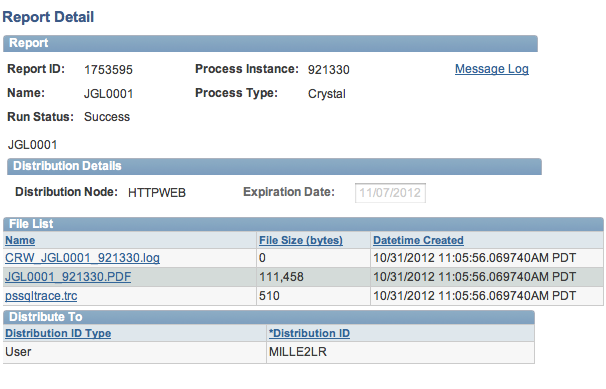 Report Detail
Report
Report ID: 1753595 Process Instance: 921330 Message Log
Name: JGL0001 Process Type: Crystal
Run Status: Success
JGL0001
Distribution Details
Distribution Node: HTTPWEB Expiration Date: 11/07/2012
File List
Name File Size (bytes) Datetime Created
CRW_JGL0001_921330.log 0 10/31/2012 11:05:56.069740AM PDT
JGL0001_921330.PDF 111,458 10/31/2012 11:05:56.069740AM PDT
pssqltrace.trc 510 10/31/2012 11:05:56.069740AM PDT
Distribute To
Distribution ID Type *Distribution ID
User MILLE2LR